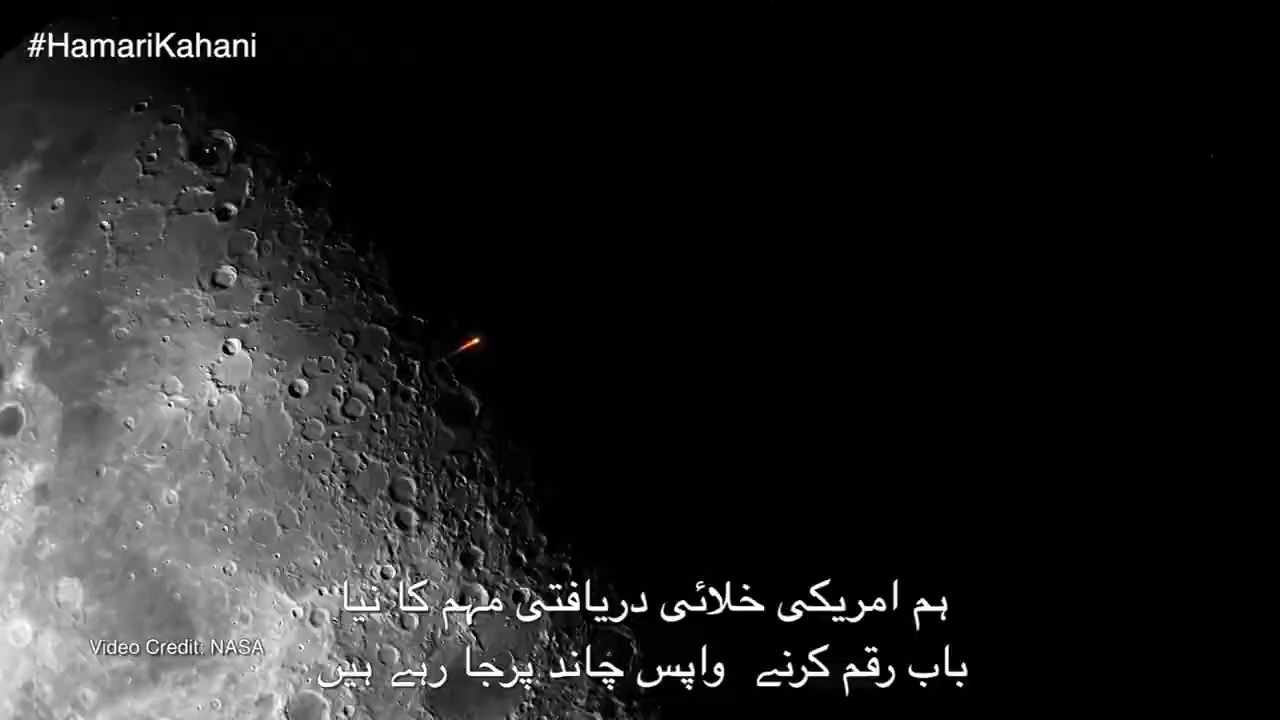 #HamariKahani
ہم امریکی خلائی دریافتی مہم کا نیا
Video Credit: NASA
باب رقم کرنے واپس چاند پرجا رہے ہیں